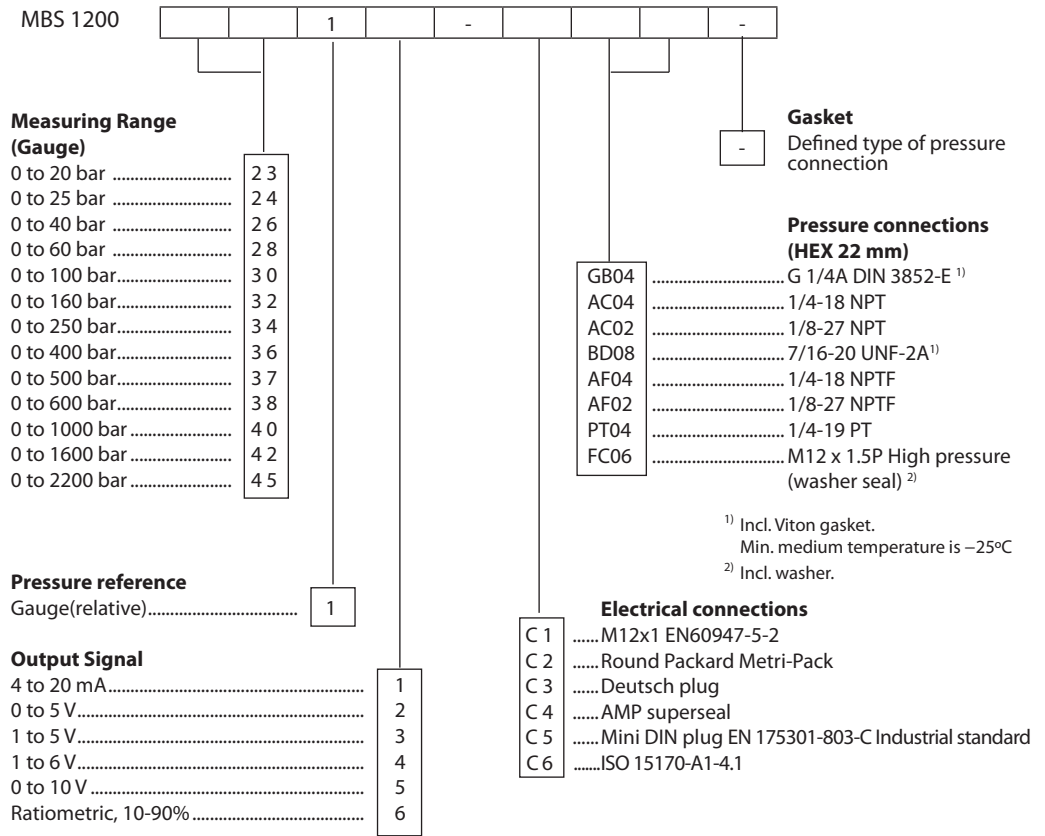 MBS 1200
1
-
-
Measuring Range
(Gauge)
0 to 20 bar .......................... 2 3
0 to 25 bar .......................... 2 4
0 to 40 bar .......................... 2 6
0 to 60 bar .......................... 2 8
0 to 100 bar......................... 3 0
0 to 160 bar......................... 3 2
0 to 250 bar......................... 3 4
0 to 400 bar......................... 3 6
0 to 500 bar......................... 3 7
0 to 600 bar......................... 3 8
0 to 1000 bar ...................... 4 0
0 to 1600 bar ...................... 4 2
0 to 2200 bar ...................... 4 5
Pressure reference
Gauge(relative)................................. 1
Output Signal
4 to 20 mA......................................................... 1
0 to 5 V................................................................ 2
1 to 5 V................................................................ 3
1 to 6 V................................................................ 4
0 to 10 V.............................................................. 5
Ratiometric, 10-90% ...................................... 6
Gasket
- Defined type of pressure
connection
Pressure connections
(HEX 22 mm)
GB04 ............................. G 1/4A DIN 3852-E 1)
AC04 ............................. 1/4-18 NPT
AC02 ............................. 1/8-27 NPT
BD08 ............................. 7/16-20 UNF-2A1)
AF04 ............................. 1/4-18 NPTF
AF02 ............................. 1/8-27 NPTF
PT04 ............................. 1/4-19 PT
FC06 ............................. M12 x 1.5P High pressure
(washer seal) 2)
1) Incl. Viton gasket.
Min. medium temperature is −25ºC
2) Incl. washer.
Electrical connections
C 1 ......M12x1 EN60947-5-2
C 2 ......Round Packard Metri-Pack
C 3 ......Deutsch plug
C 4 ......AMP superseal
C 5 ......Mini DIN plug EN 175301-803-C Industrial standard
C 6 .......ISO 15170-A1-4.1